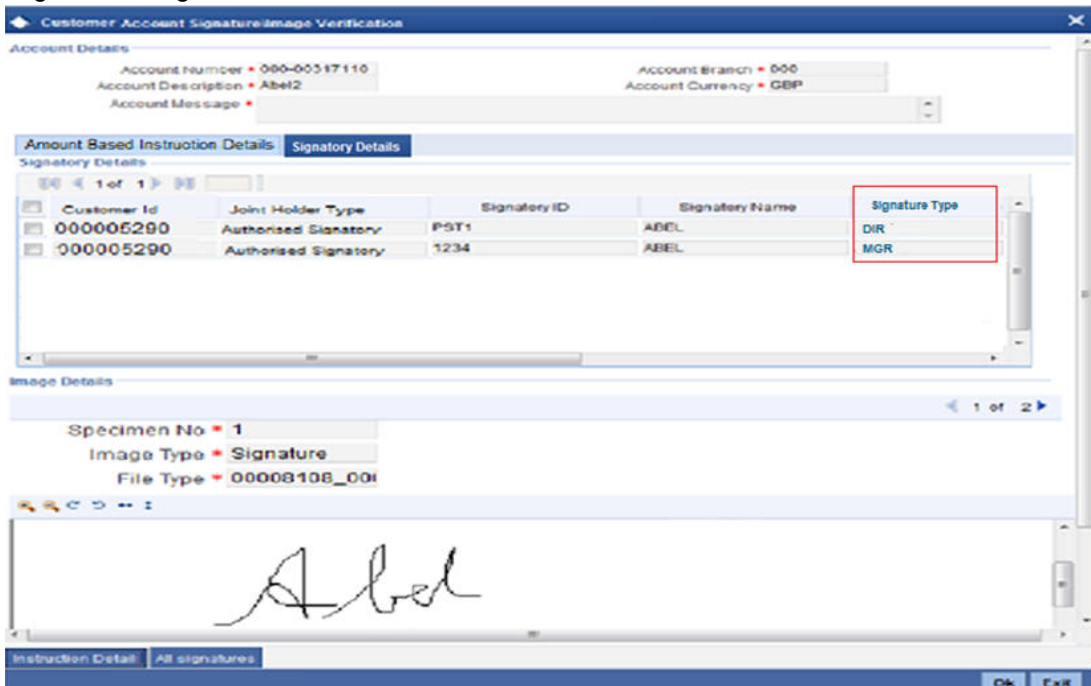 Customer Account Signature/Image Verification
Account Details
Account Number * 000-00317110 Account Branch * 000
Account Description * Abel2 Account Currency * GBP
Account Message *
Amount Based Instruction Details Signatory Details
Signatory Details
1 of 1
Customer Id Joint Holder Type Signatory ID Signatory Name Signature Type
000005290 Authorised Signatory PST1 ABEL DIR
000005290 Authorised Signatory 1234 ABEL MGR
Image Details
1 of 2
Specimen No * 1
Image Type * Signature
File Type * 00008108_00
Abel
Instruction Detail All signatures
Ok Exit